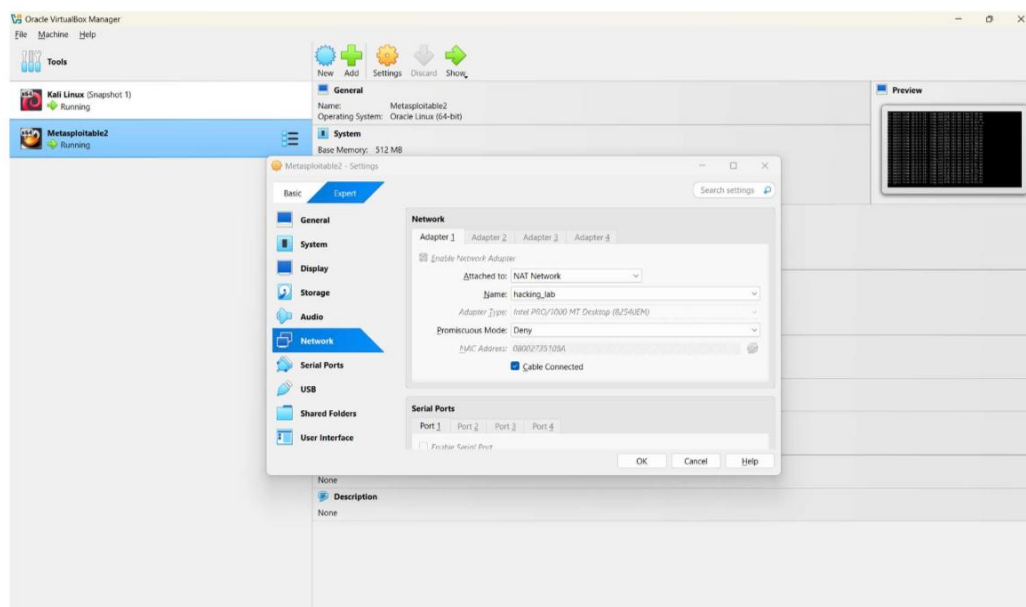 Oracle VirtualBox Manager
File Machine Help
Tools
New Add Settings Discard Show
Kali Linux (Snapshot 1)
Running
Metasploitable2
Running
General
Name: Metasploitable2
Operating System: Oracle Linux (64-bit)
System
Base Memory: 512 MB
Preview
Metasploitable2 - Settings
Basic Expert
Search settings
General
System
Display
Storage
Audio
Network
Serial Ports
USB
Shared Folders
User Interface
Network
Adapter 1 Adapter 2 Adapter 3 Adapter 4
Enable Network Adapter
Attached to: NAT Network
Name: hacking_lab
Adapter Type: Intel PRO/1000 MT Desktop (82540EM)
Promiscuous Mode: Deny
MAC Address:
Cable Connected
Serial Ports
Port 1 Port 2 Port 3 Port 4
Enable Serial Port
OK Cancel Help
None
Description
None